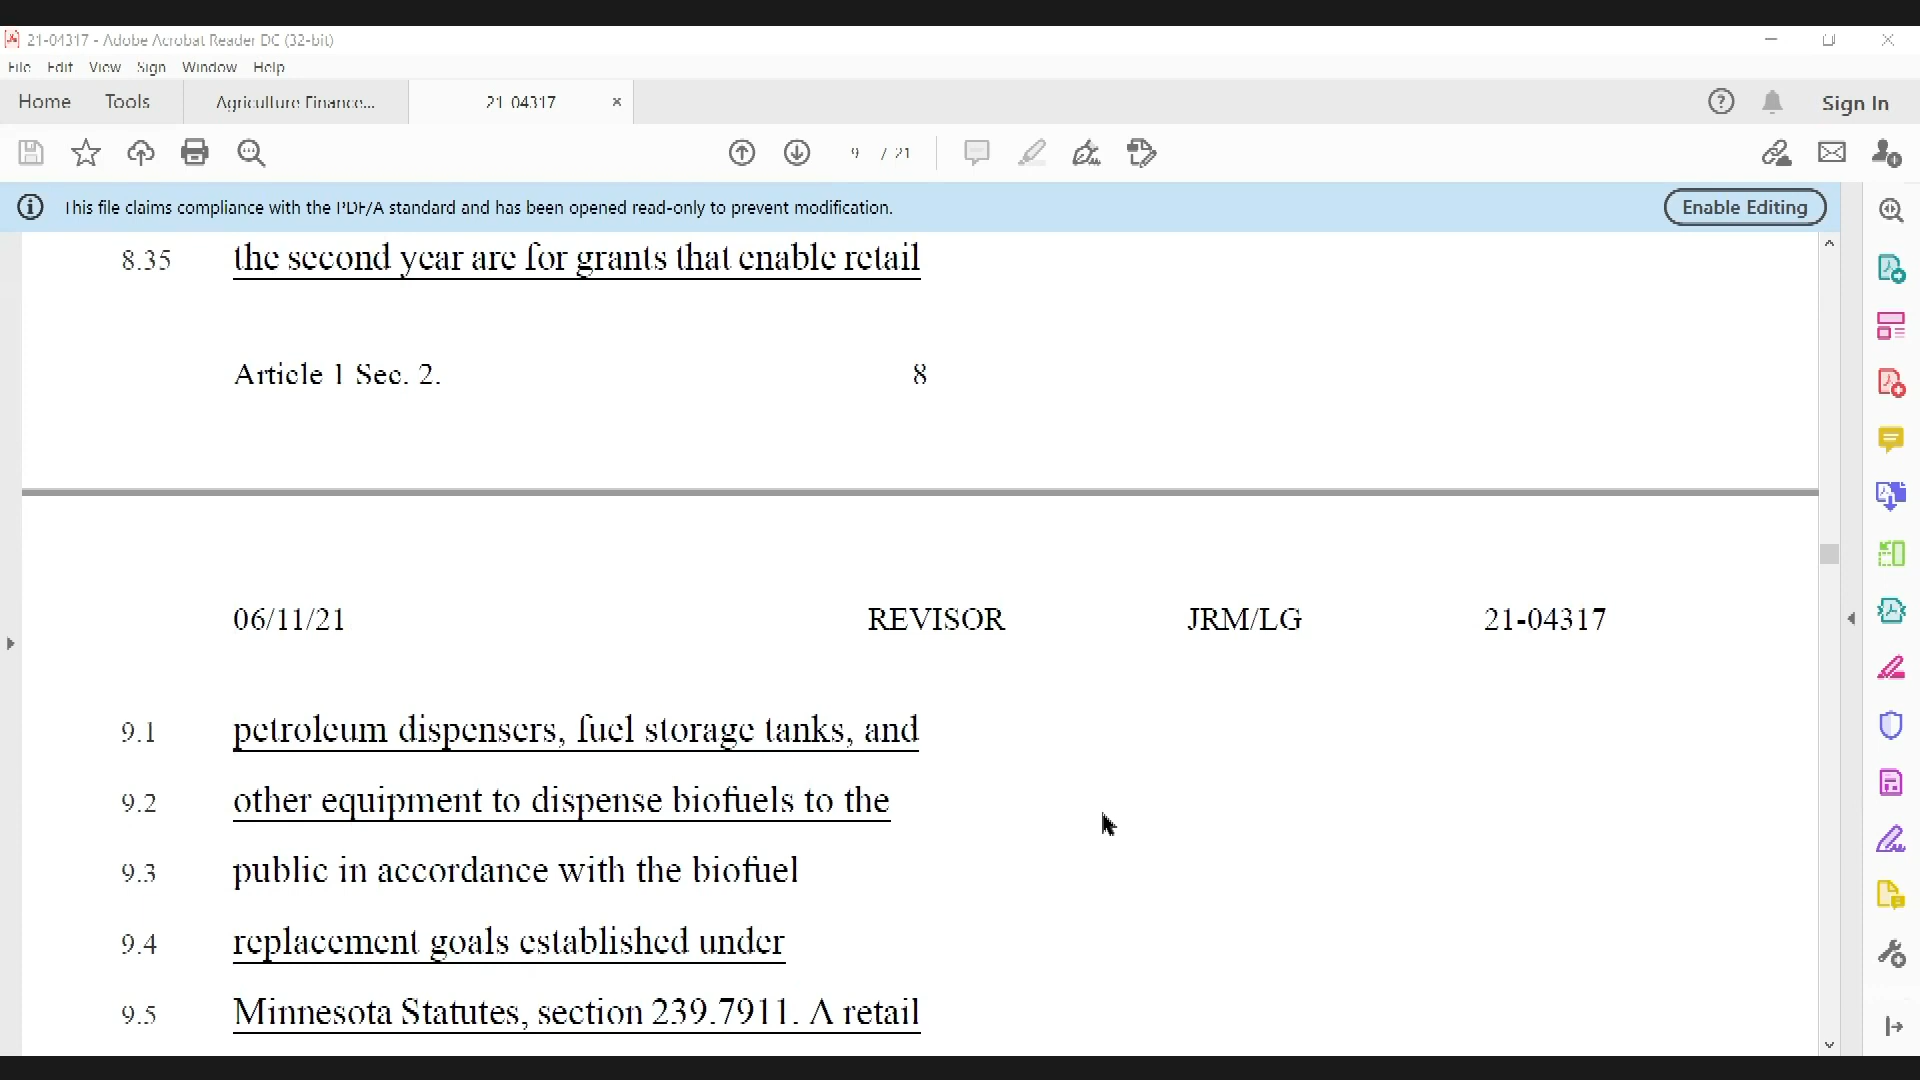 21-04317 - Adobe Acrobat Reader DC (32-bit)
File Edit View Sign Window Help
Home Tools Agriculture Finance... 21-04317 × Sign In
9 / 21
This file claims compliance with the PDF/A standard and has been opened read-only to prevent modification. Enable Editing
8.35 the second year are for grants that enable retail
Article 1 Sec. 2. 8
06/11/21 REVISOR JRM/LG 21-04317
9.1 petroleum dispensers, fuel storage tanks, and
9.2 other equipment to dispense biofuels to the
9.3 public in accordance with the biofuel
9.4 replacement goals established under
9.5 Minnesota Statutes, section 239.7911. A retail